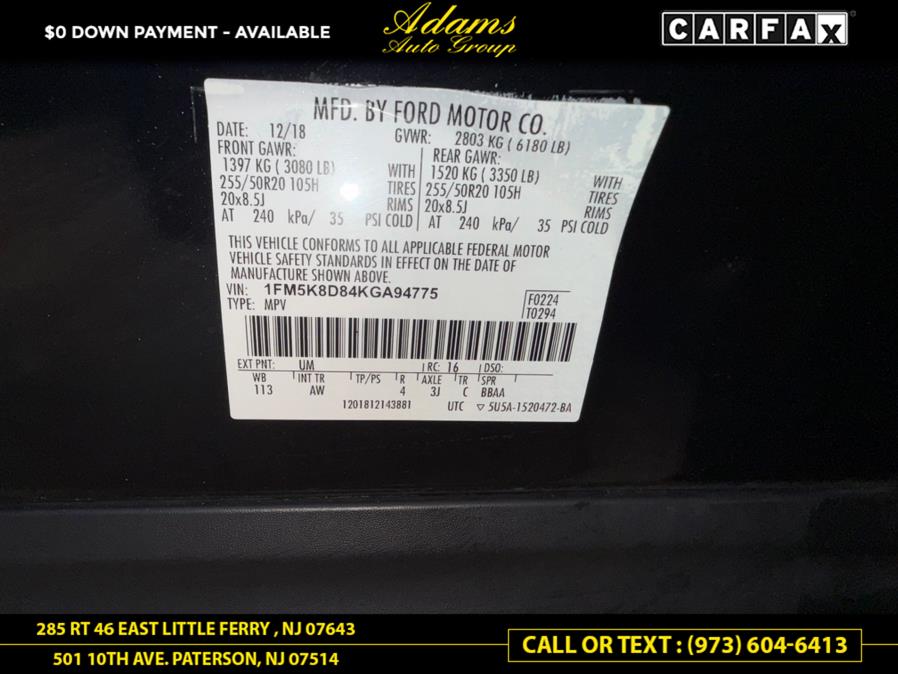 $0 DOWN PAYMENT - AVAILABLE
Adams
Auto Group
CARFAX
MFD. BY FORD MOTOR CO.
DATE: 12/18 GVWR: 2803 KG ( 6180 LB)
FRONT GAWR: REAR GAWR:
1397 KG ( 3080 LB) WITH 1520 KG ( 3350 LB) WITH
255/50R20 105H TIRES 255/50R20 105H TIRES
20x8.5J RIMS 20x8.5J RIMS
AT 240 kPa/ 35 PSI COLD AT 240 kPa/ 35 PSI COLD
THIS VEHICLE CONFORMS TO ALL APPLICABLE FEDERAL MOTOR
VEHICLE SAFETY STANDARDS IN EFFECT ON THE DATE OF
MANUFACTURE SHOWN ABOVE.
VIN: 1FM5K8D84KGA94775 F0224
TYPE: MPV T0294
EXT PNT: UM RC: 16 DSO:
WB INT TR TP/PS R AXLE TR SPR
113 AW 4 3J C BBAA
1201812143881 UTC ▽ 5U5A-1520472-BA
285 RT 46 EAST LITTLE FERRY , NJ 07643
501 10TH AVE. PATERSON, NJ 07514
CALL OR TEXT : (973) 604-6413